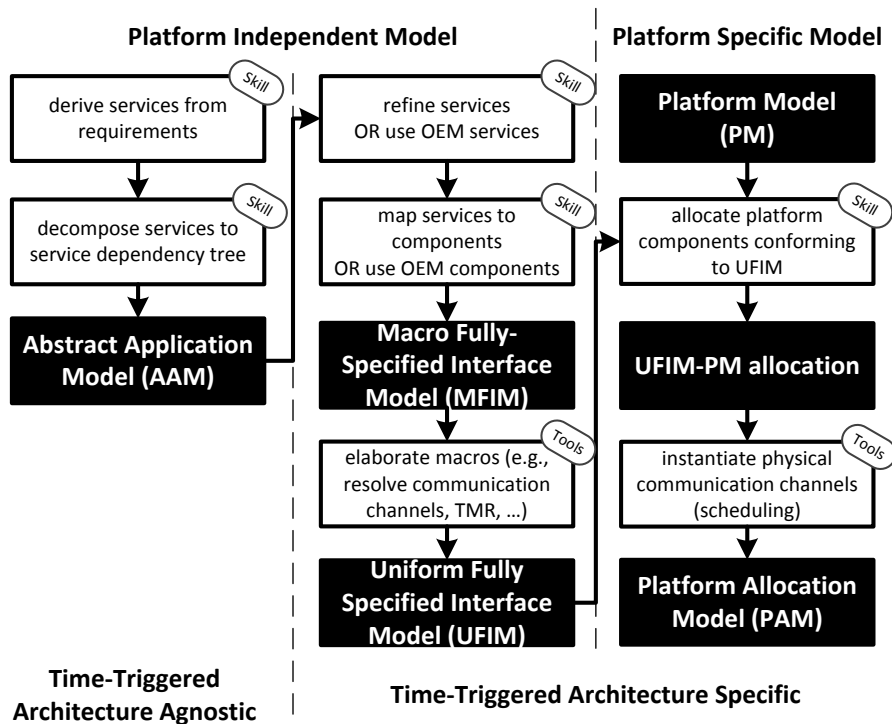 Platform Independent Model
Platform Specific Model
Skill
derive services from
requirements
Skill
decompose services to
service dependency tree
Abstract Application
Model (AAM)
Skill
refine services
OR use OEM services
Skill
map services to
components
OR use OEM components
Macro Fully-
Specified Interface
Model (MFIM)
Tools
elaborate macros (e.g.,
resolve communication
channels, TMR, ...)
Uniform Fully
Specified Interface
Model (UFIM)
Platform Model
(PM)
Skill
allocate platform
components conforming
to UFIM
UFIM-PM allocation
Tools
instantiate physical
communication channels
(scheduling)
Platform Allocation
Model (PAM)
Time-Triggered
Architecture Agnostic
Time-Triggered Architecture Specific